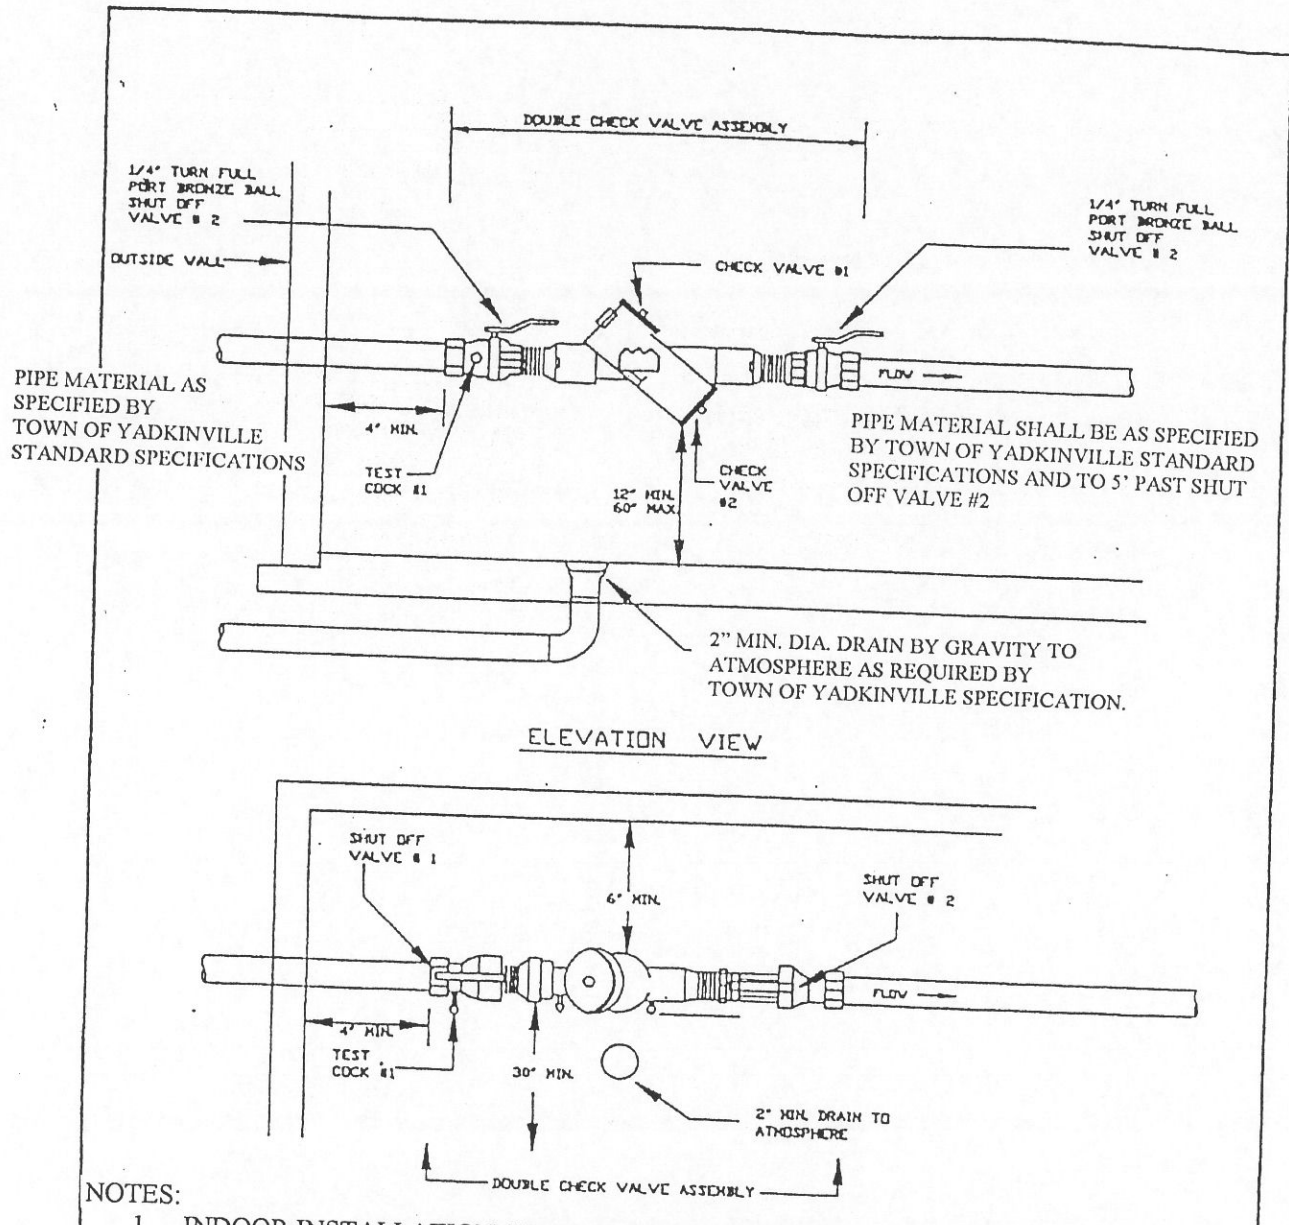 DOUBLE CHECK VALVE ASSEMBLY
1/4" TURN FULL
PORT BRONZE BALL
SHUT OFF
VALVE # 2
OUTSIDE WALL
1/4" TURN FULL
PORT BRONZE BALL
SHUT OFF
VALVE # 2
CHECK VALVE #1
FLOW
PIPE MATERIAL AS
SPECIFIED BY
TOWN OF YADKINVILLE
STANDARD SPECIFICATIONS
4" MIN.
TEST
COCK #1
12" MIN.
60" MAX.
CHECK
VALVE
#2
PIPE MATERIAL SHALL BE AS SPECIFIED
BY TOWN OF YADKINVILLE STANDARD
SPECIFICATIONS AND TO 5' PAST SHUT
OFF VALVE #2
2" MIN. DIA. DRAIN BY GRAVITY TO
ATMOSPHERE AS REQUIRED BY
TOWN OF YADKINVILLE SPECIFICATION.
ELEVATION VIEW
SHUT OFF
VALVE # 1
6" MIN.
SHUT OFF
VALVE # 2
FLOW
4" MIN.
TEST
COCK #1
30" MIN.
2" MIN. DRAIN TO
ATMOSPHERE
DOUBLE CHECK VALVE ASSEMBLY
NOTES:
1. INDOOR INSTALLATION